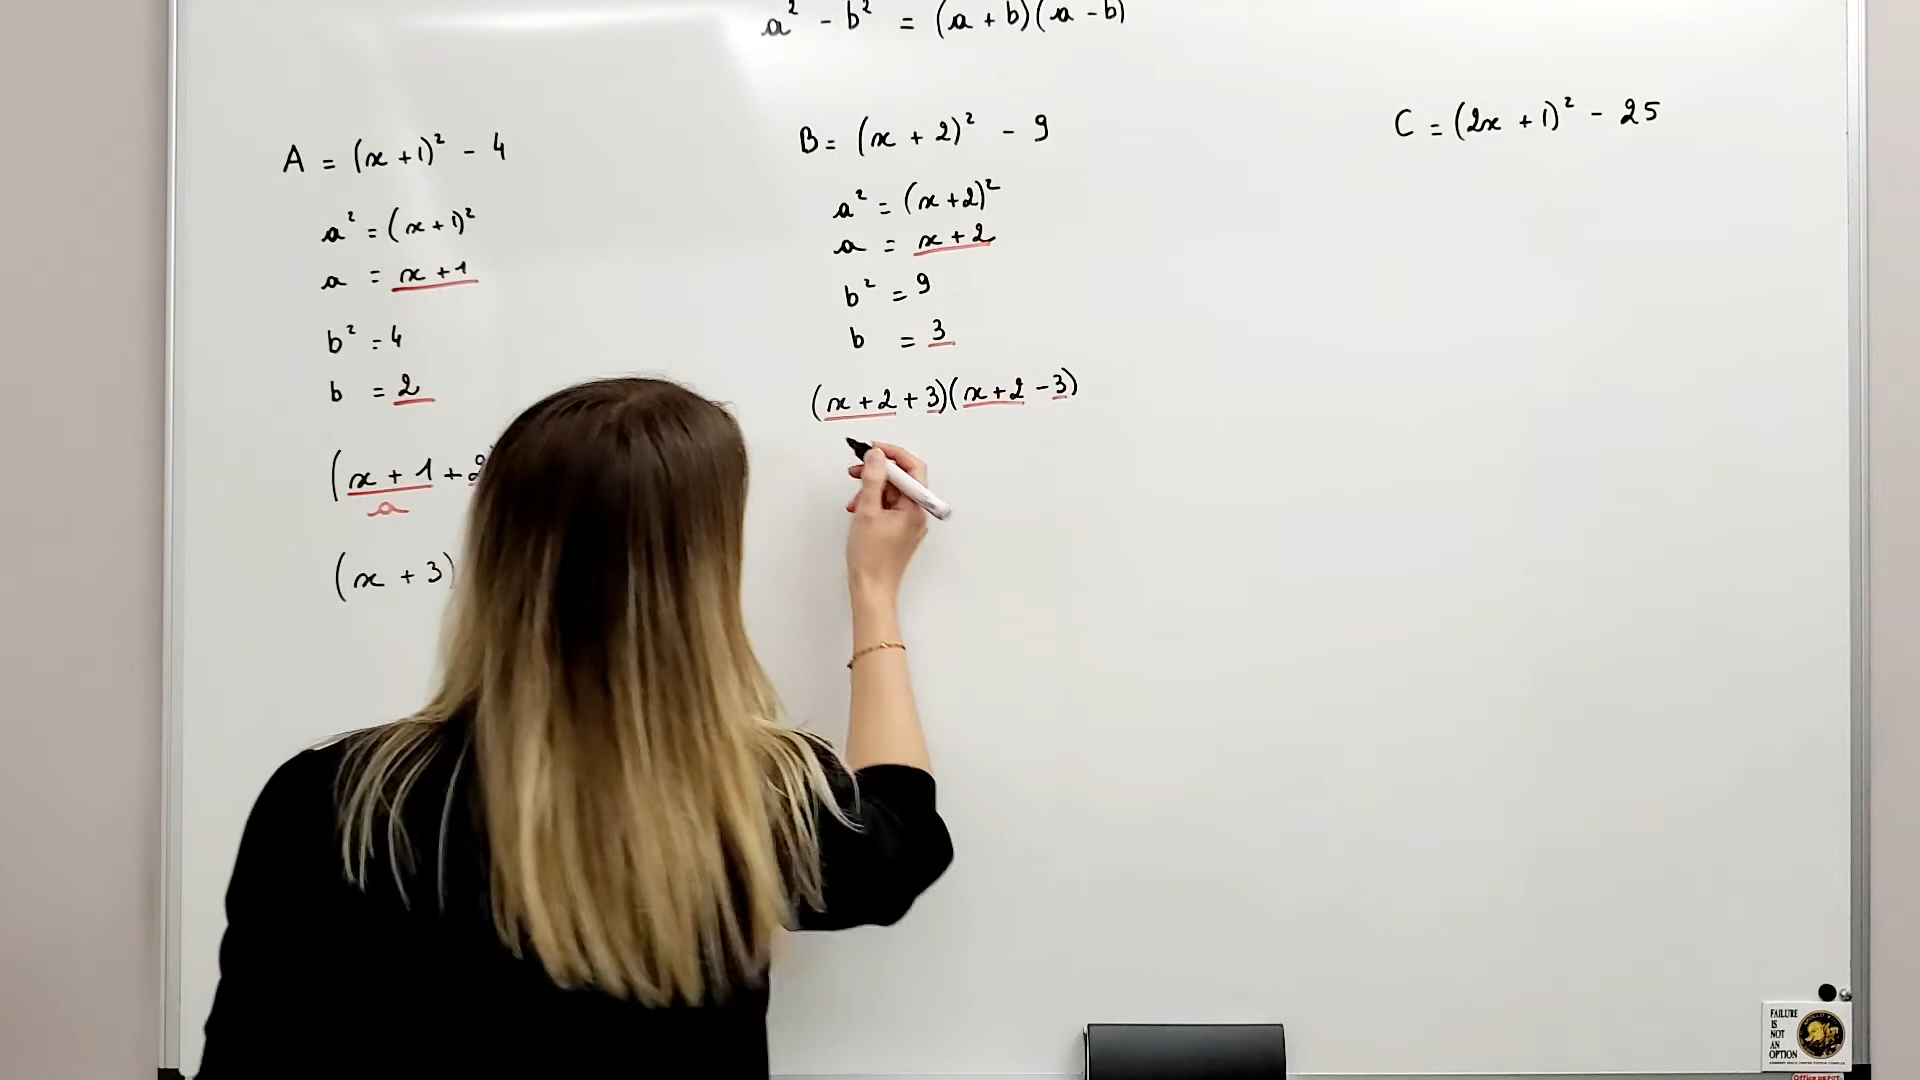 a² - b² = (a + b)(a - b)
A = (x + 1)² - 4
a² = (x + 1)²
a = x + 1
b² = 4
b = 2
(x + 1 + 2
a
(x + 3)
B = (x + 2)² - 9
a² = (x + 2)²
a = x + 2
b² = 9
b = 3
(x + 2 + 3)(x + 2 - 3)
C = (2x + 1)² - 25
FAILURE
IS
NOT
AN
OPTION
Office DEPOT